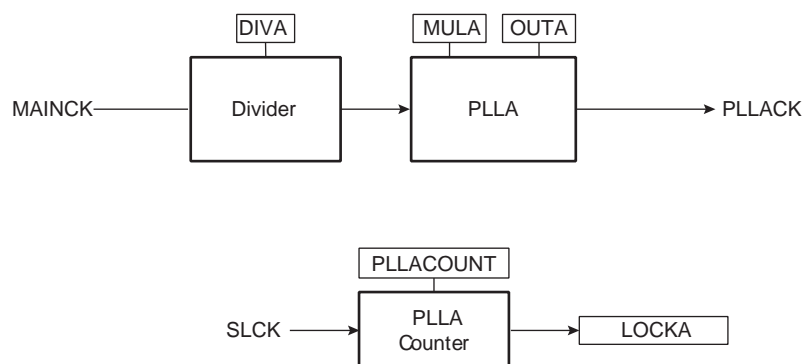 DIVA
MULA
OUTA
MAINCK
Divider
PLLA
PLLACK
PLLACOUNT
SLCK
PLLA
Counter
LOCKA